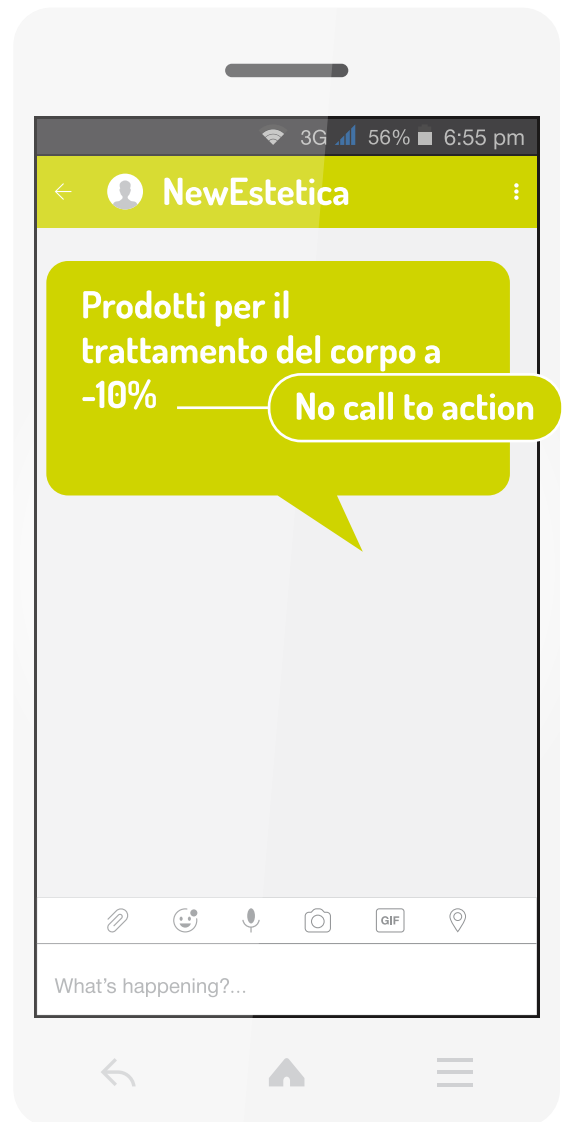 3G 56% 6:55 pm
NewEstetica
Prodotti per il
trattamento del corpo a
-10%
No call to action
GIF
What's happening?...